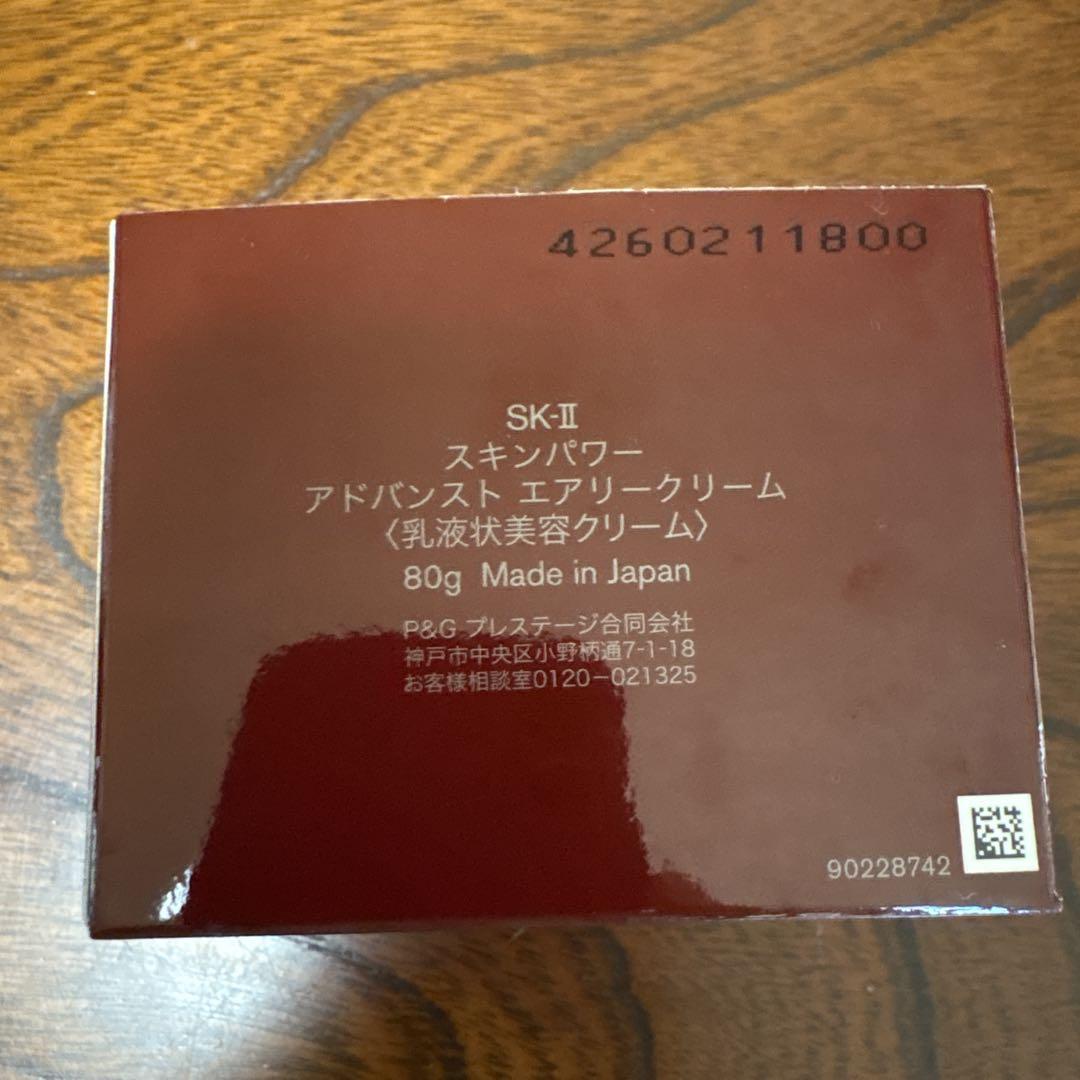 4260211800
SK-Ⅱ
スキンパワー
アドバンスト エアリークリーム
〈乳液状美容クリーム〉
80g Made in Japan
P&G プレステージ合同会社
神戸市中央区小野柄通7-1-18
お客様相談室0120-021325
90228742